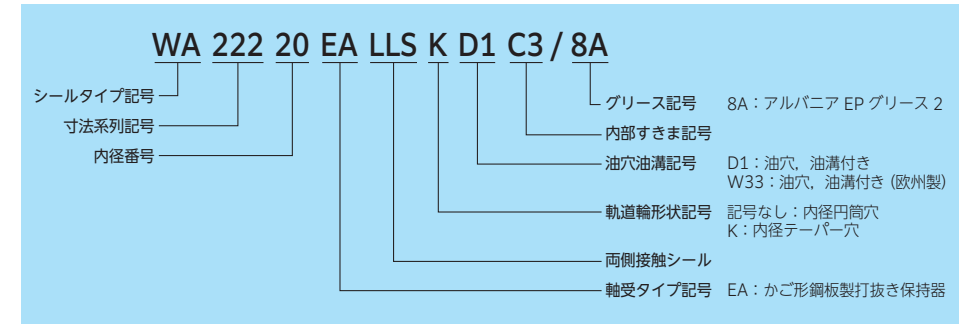 WA 222 20 EA LLS K D1 C3 / 8A
シールタイプ記号
寸法系列記号
内径番号
グリース記号 8A：アルバニア EP グリース 2
内部すきま記号
油穴油溝記号 D1：油穴，油溝付き
W33：油穴，油溝付き (欧州製)
軌道輪形状記号 記号なし：内径円筒穴
K：内径テーパー穴
両側接触シール
軸受タイプ記号 EA：かご形鋼板製打抜き保持器